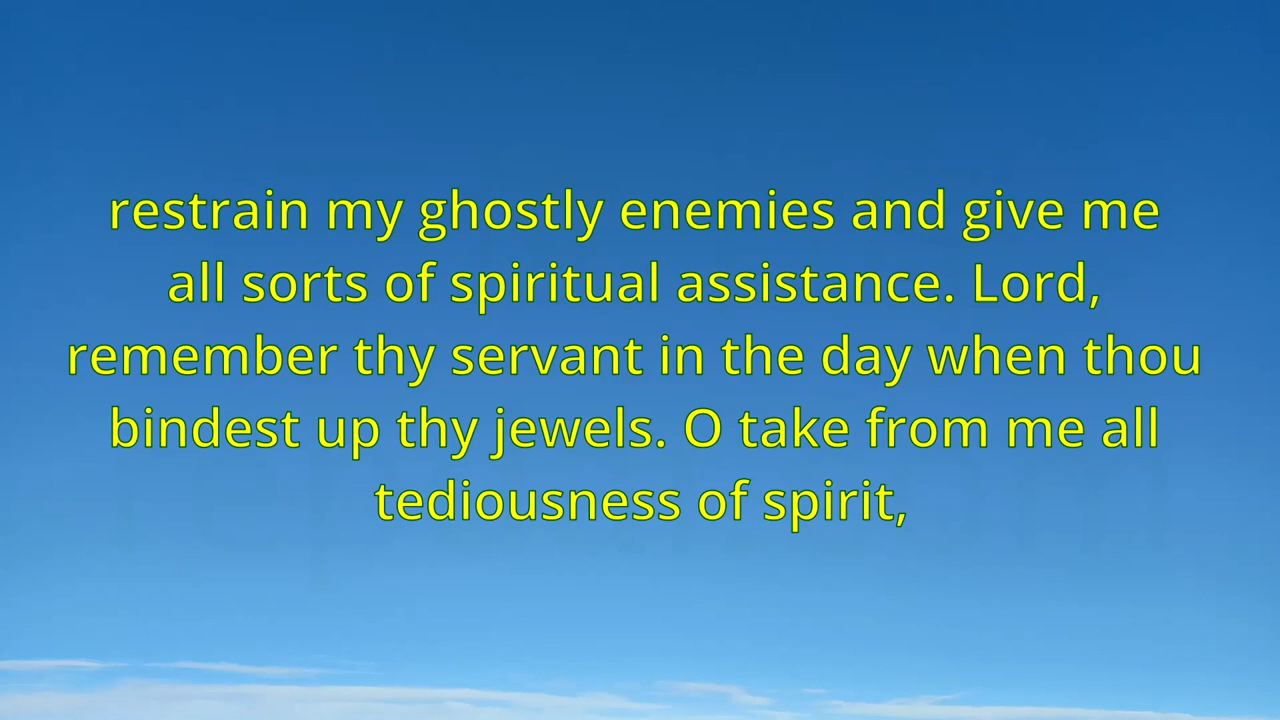 restrain my ghostly enemies and give me
all sorts of spiritual assistance. Lord,
remember thy servant in the day when thou
bindest up thy jewels. O take from me all
tediousness of spirit,